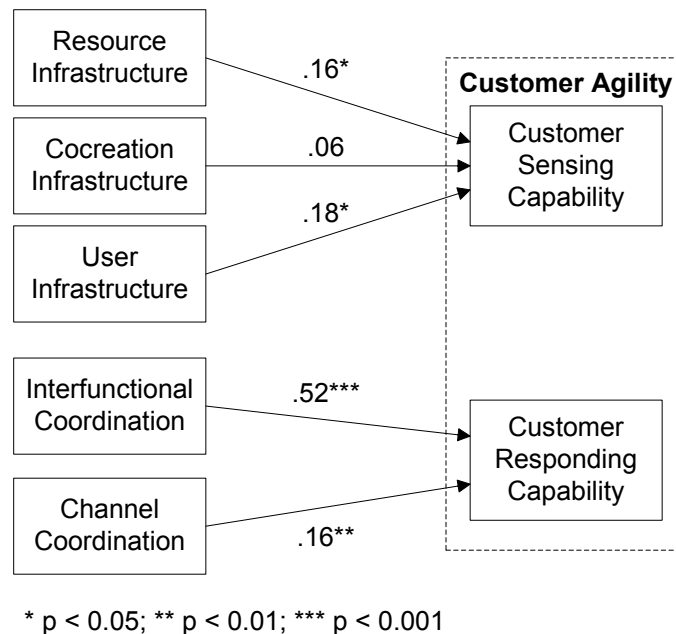 Resource
Infrastructure
.16*
Customer Agility
Cocreation
Infrastructure
.06
Customer
Sensing
Capability
.18*
User
Infrastructure
Interfunctional
Coordination
.52***
Customer
Responding
Capability
Channel
Coordination
.16**
* p < 0.05; ** p < 0.01; *** p < 0.001